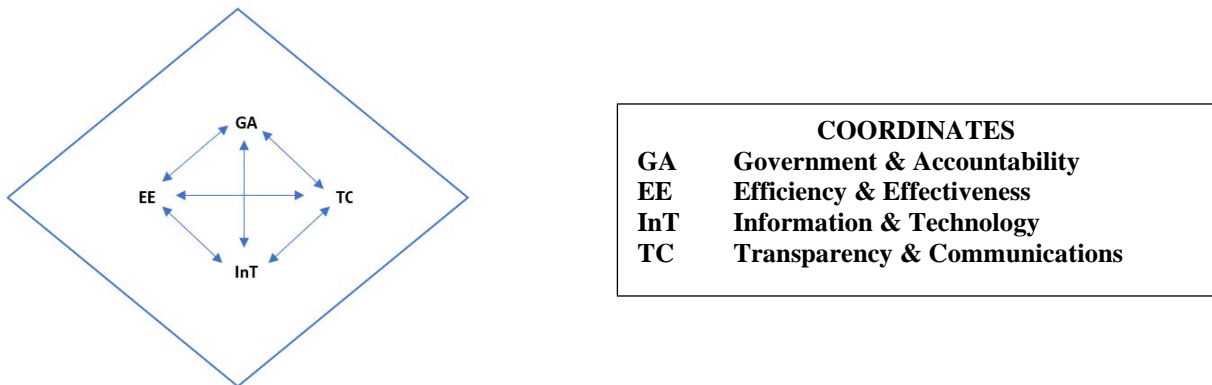 GA
EE TC
InT
COORDINATES
GA Government & Accountability
EE Efficiency & Effectiveness
InT Information & Technology
TC Transparency & Communications